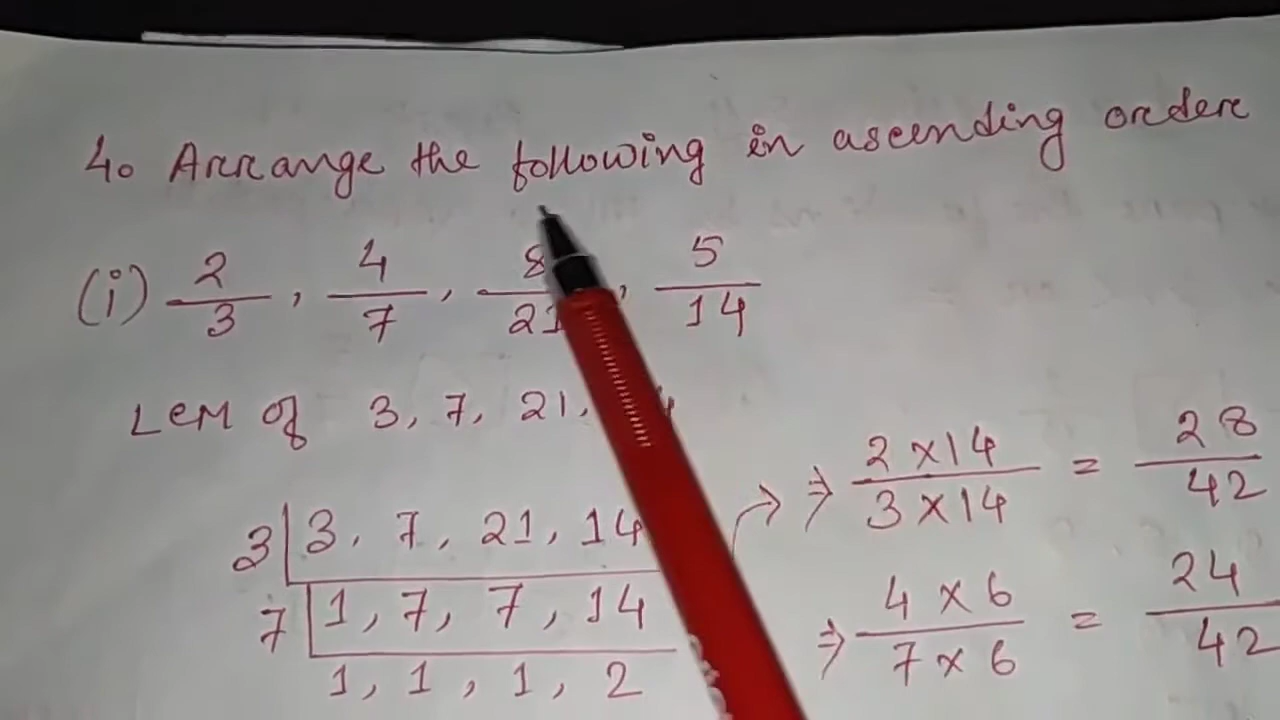 4. Arrange the following in ascending order
(i) 2/3, 4/7, 8/21, 5/14
LCM of 3, 7, 21,
3 | 3, 7, 21, 14
7 | 1, 7, 7, 14
1, 1, 1, 2
⇒ 2 × 14 / 3 × 14 = 28/42
⇒ 4 × 6 / 7 × 6 = 24/42